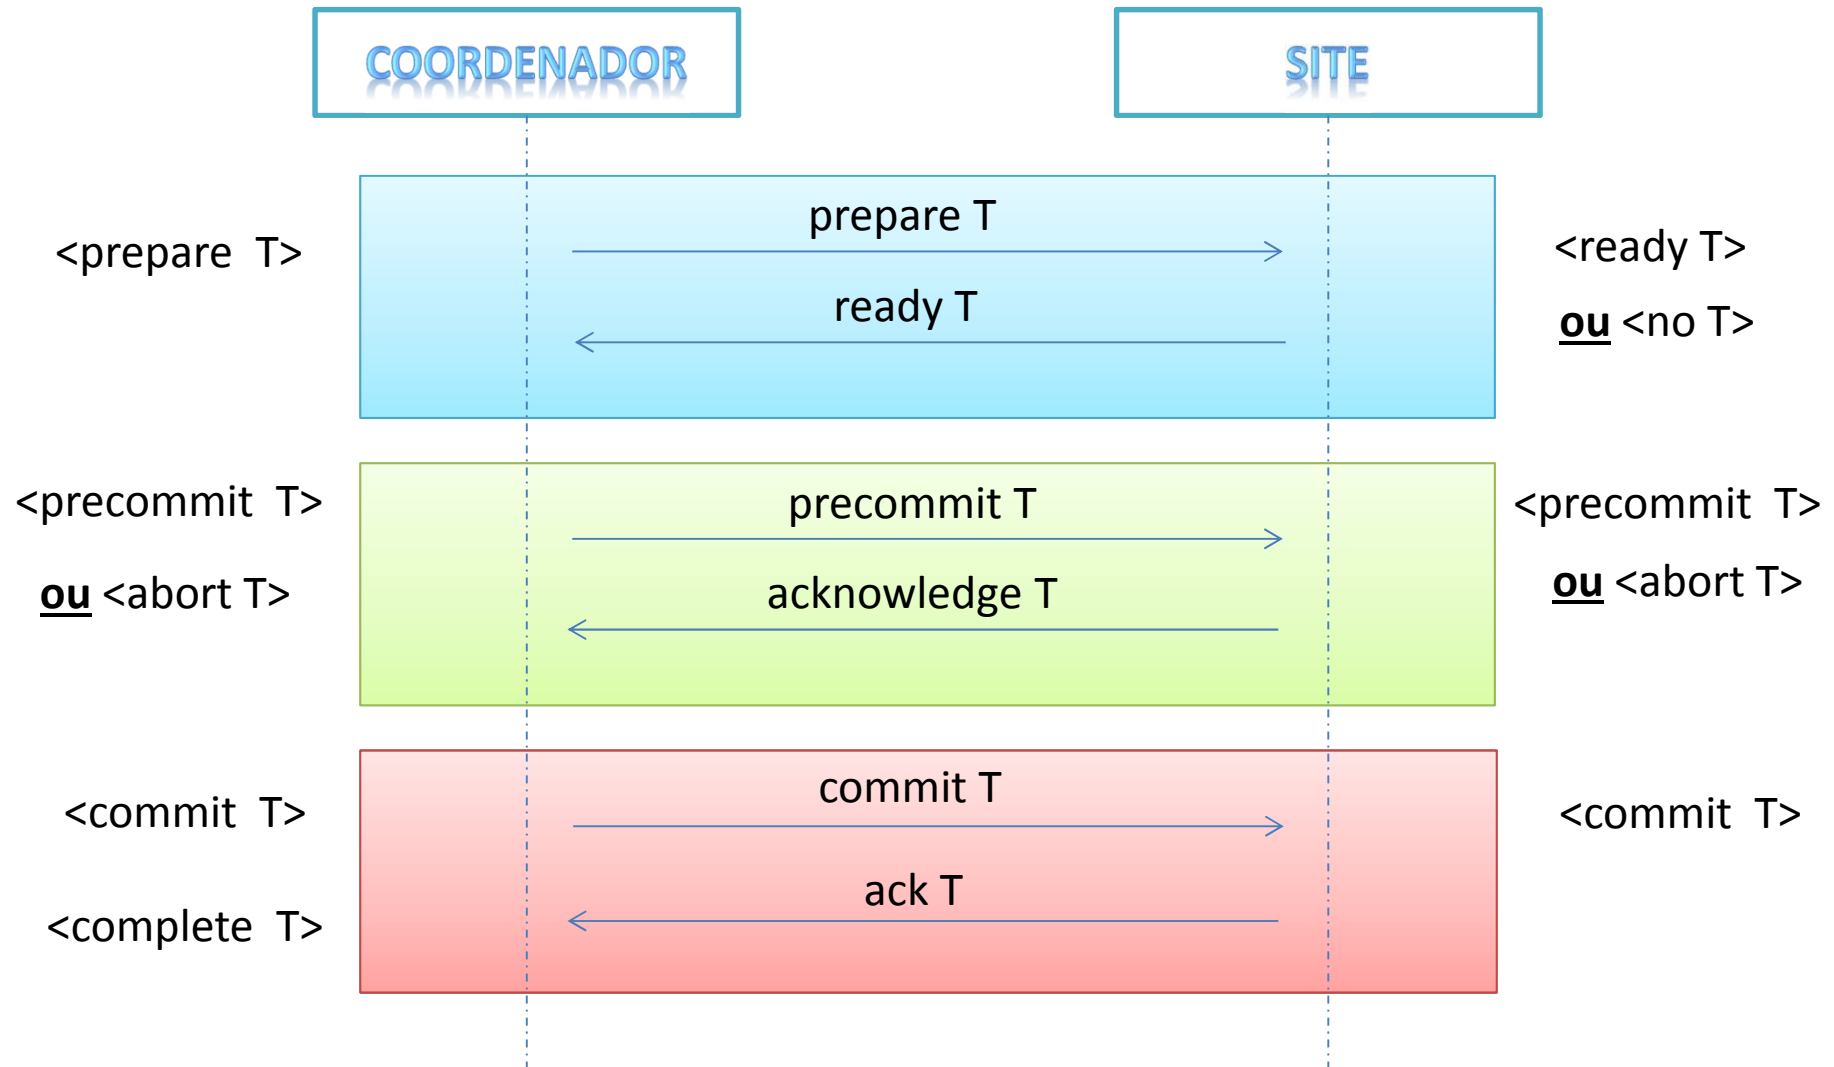 COORDENADOR
SITE
prepare T
<prepare T>
<ready T>
ready T
ou <no T>
<precommit T>
precommit T
<precommit T>
ou <abort T>
acknowledge T
ou <abort T>
commit T
<commit T>
<commit T>
ack T
<complete T>